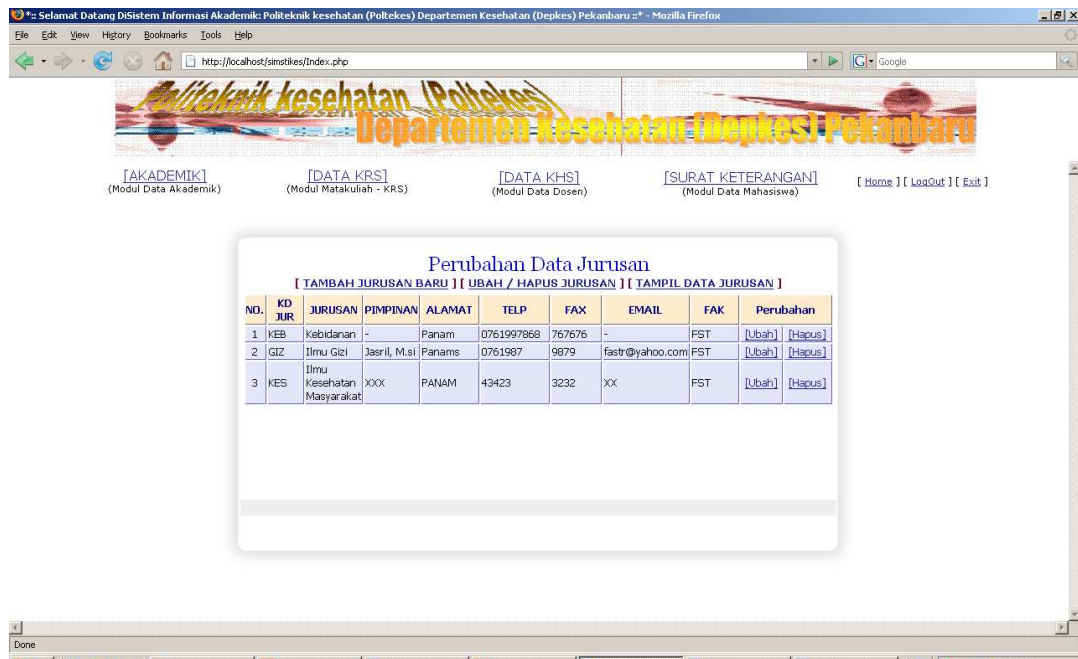 *:: Selamat Datang DiSistem Informasi Akademik: Politeknik kesehatan (Poltekes) Departemen Kesehatan (Depkes) Pekanbaru ::* - Mozilla Firefox
File Edit View History Bookmarks Tools Help
http://localhost/simstikes/Index.php
Google
Politeknik kesehatan (Poltekes)
Departemen Kesehatan (Depkes) Pekanbaru
[AKADEMIK] [DATA KRS] [DATA KHS] [SURAT KETERANGAN] [ Home ] [ LogOut ] [ Exit ]
(Modul Data Akademik) (Modul Matakuliah - KRS) (Modul Data Dosen) (Modul Data Mahasiswa)
Perubahan Data Jurusan
[ TAMBAH JURUSAN BARU ] [ UBAH / HAPUS JURUSAN ] [ TAMPIL DATA JURUSAN ]
NO. KD JUR JURUSAN PIMPINAN ALAMAT TELP FAX EMAIL FAK Perubahan
1 KEB Kebidanan - Panam 0761997868 767676 - FST [Ubah] [Hapus]
2 GIZ Ilmu Gizi Jasril, M.si Panams 0761987 9879 fastr@yahoo.com FST [Ubah] [Hapus]
3 KES Ilmu Kesehatan Masyarakat XXX PANAM 43423 3232 XX FST [Ubah] [Hapus]
Done